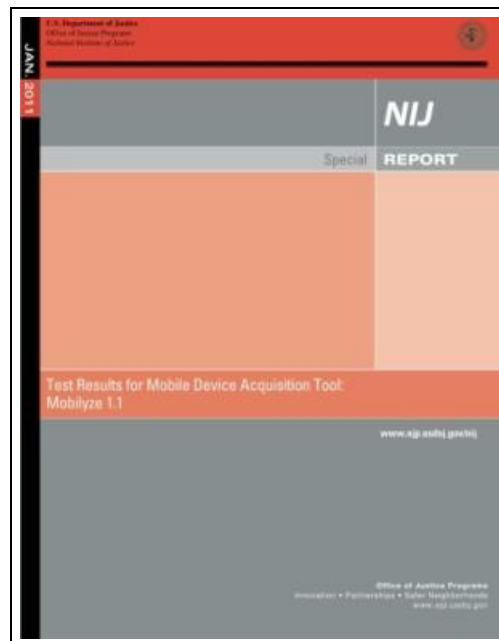 U.S. Department of Justice
Office of Justice Programs
National Institute of Justice
JAN. 2011
NIJ
Special REPORT
Test Results for Mobile Device Acquisition Tool:
Mobilyze 1.1
www.ojp.usdoj.gov/nij
Office of Justice Programs
Innovation • Partnerships • Safer Neighborhoods
www.ojp.usdoj.gov